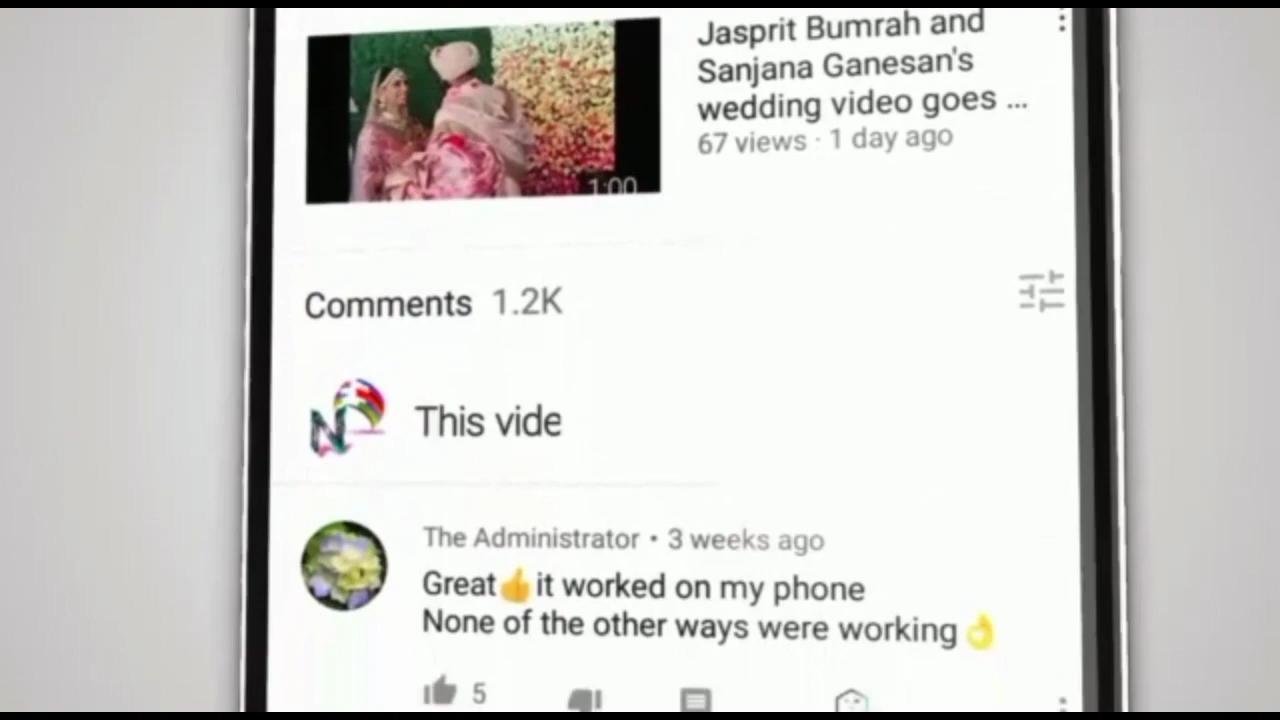 Jasprit Bumrah and
Sanjana Ganesan's
wedding video goes ...
67 views · 1 day ago
1:00
Comments 1.2K
N
This vide
The Administrator • 3 weeks ago
Great👍it worked on my phone
None of the other ways were working👌
5